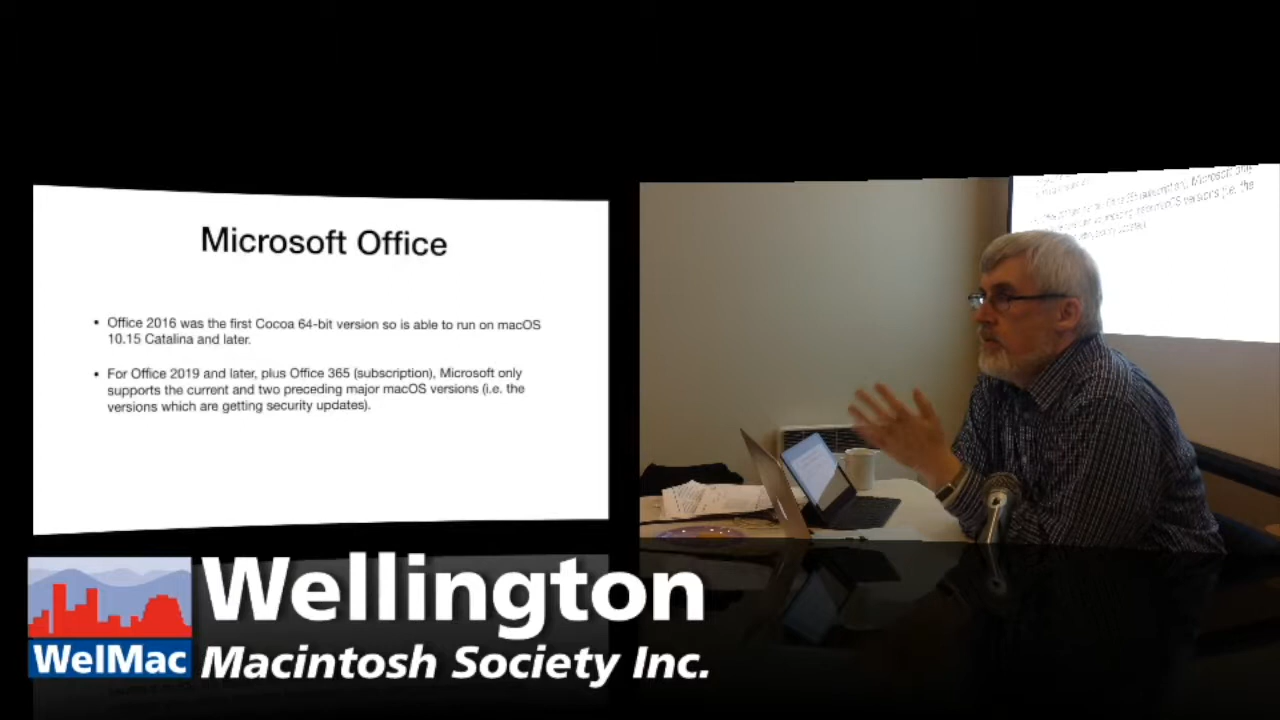 Microsoft Office
• Office 2016 was the first Cocoa 64-bit version so is able to run on macOS
10.15 Catalina and later.
• For Office 2019 and later, plus Office 365 (subscription), Microsoft only
supports the current and two preceding major macOS versions (i.e. the
versions which are getting security updates).
Wellington
WelMac
Macintosh Society Inc.